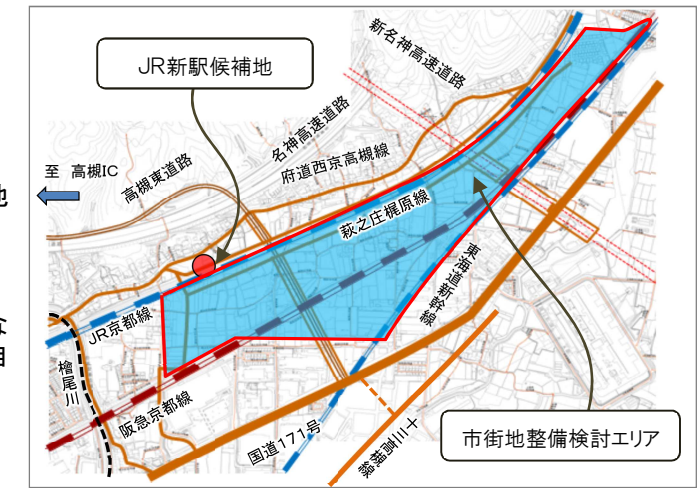 新名神高速道路
JR新駅候補地
名神高速道路
至 高槻IC
高槻東道路
府道西京高槻線
地
萩之庄梶原線
東海道新幹線
JR京都線
な
目
檜尾川
阪急京都線
国道171号
十三高槻線
市街地整備検討エリア